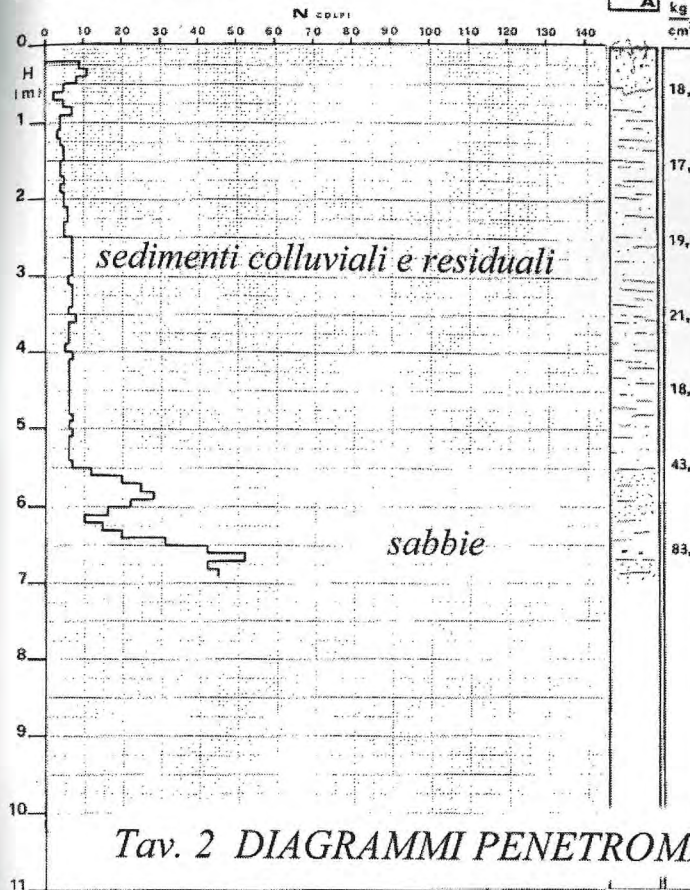 N COLPI
A
kg
cm
0 10 20 30 40 50 60 70 80 90 100 110 120 130 140
0
H
(m)
18,
1
17,
2
19,
sedimenti colluviali e residuali
3
21,
4
18,
5
43,
6
sabbie
83,
7
8
9
10
Tav. 2 DIAGRAMMI PENETROM
11